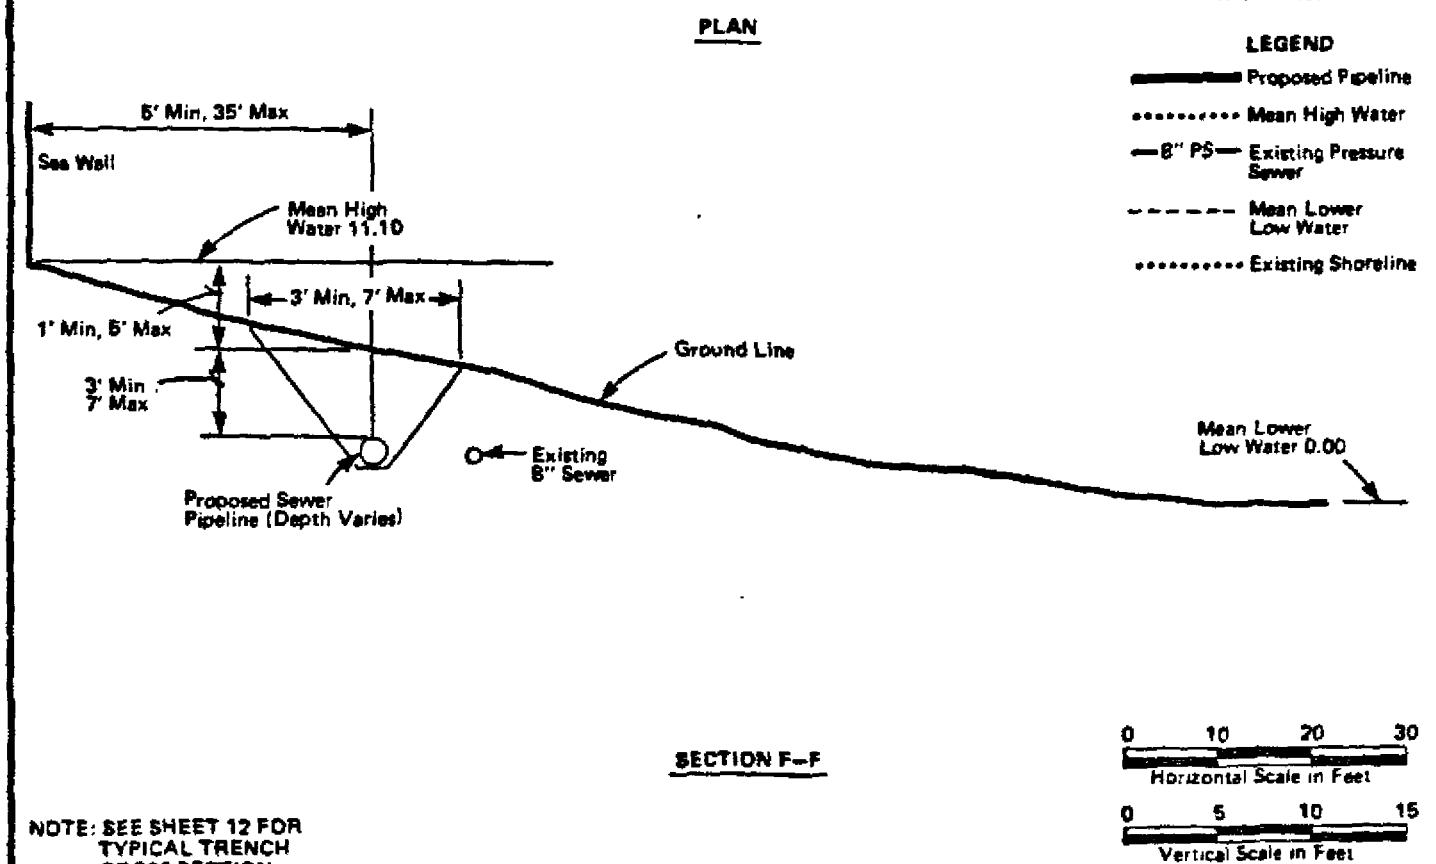 PLAN
LEGEND
Proposed Pipeline
Mean High Water
8" PS Existing Pressure
Sewer
Mean Lower
Low Water
Existing Shoreline
5' Min, 35' Max
Sea Wall
Mean High
Water 11.10
3' Min, 7' Max
1' Min, 5' Max
3' Min
7' Max
Ground Line
Mean Lower
Low Water 0.00
Existing
8" Sewer
Proposed Sewer
Pipeline (Depth Varies)
SECTION F-F
0 10 20 30
Horizontal Scale in Feet
0 5 10 15
Vertical Scale in Feet
NOTE: SEE SHEET 12 FOR
TYPICAL TRENCH